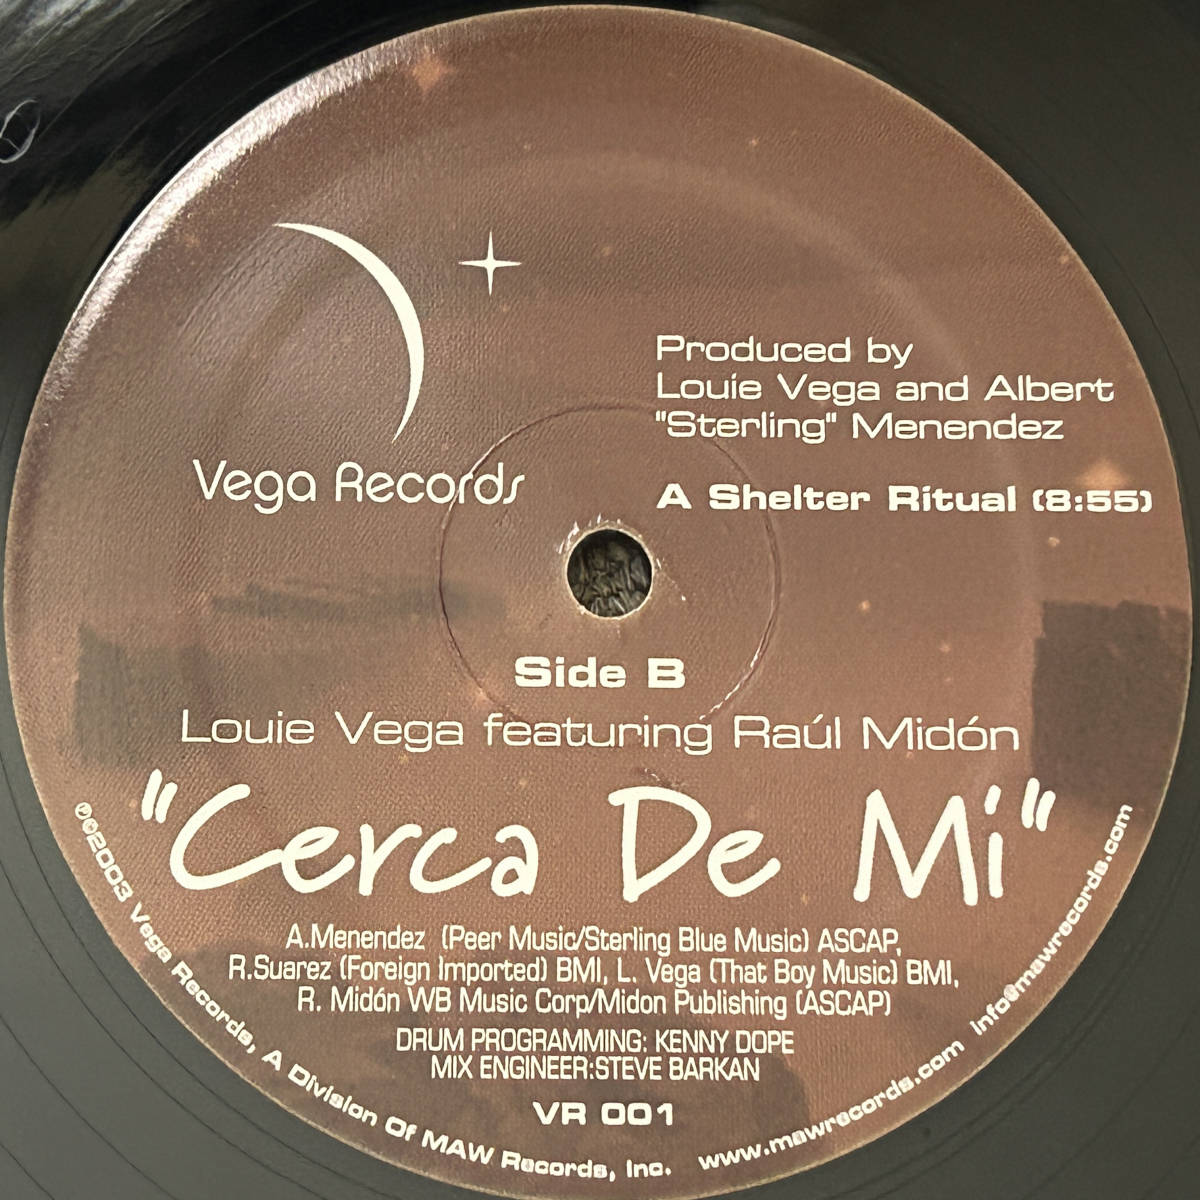 Vega Records
Produced by
Louie Vega and Albert
"Sterling" Menendez
A Shelter Ritual (8:55)
Side B
Louie Vega featuring Raúl Midón
"Cerca De Mi"
A.Menendez (Peer Music/Sterling Blue Music) ASCAP,
R.Suarez (Foreign Imported) BMI, L. Vega (That Boy Music) BMI,
R. Midón WB Music Corp/Midon Publishing (ASCAP)
DRUM PROGRAMMING: KENNY DOPE
MIX ENGINEER:STEVE BARKAN
VR 001
℗©2003 Vega Records, A Division Of MAW Records, Inc. www.mawrecords.com info@mawrecords.com